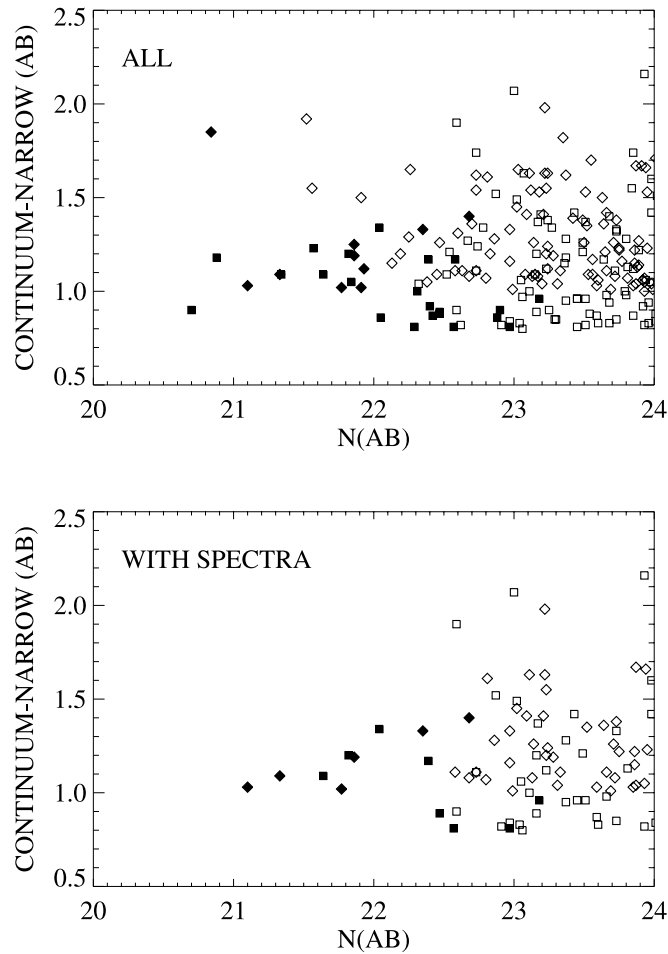 2.5
ALL
2.0
1.5
1.0
0.5
CONTINUUM-NARROW (AB)
20 21 22 23 24
N(AB)
2.5
WITH SPECTRA
2.0
1.5
1.0
0.5
CONTINUUM-NARROW (AB)
20 21 22 23 24
N(AB)